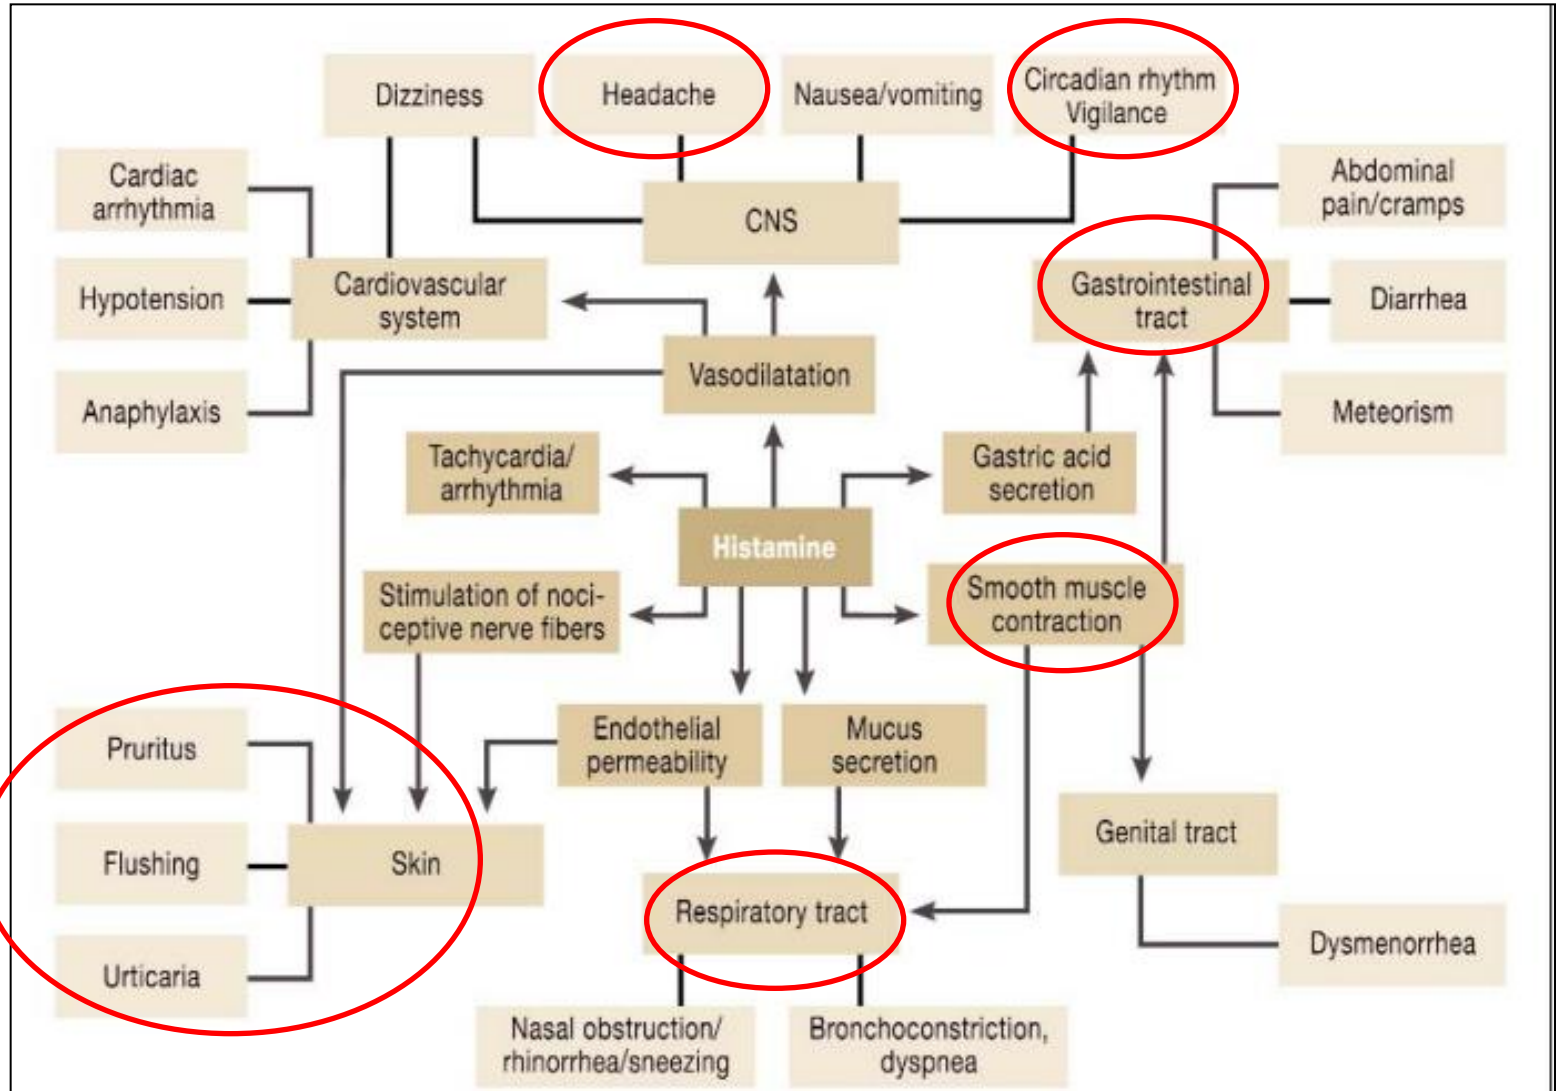 Dizziness
Headache
Nausea/vomiting
Circadian rhythm
Vigilance
Cardiac
arrhythmia
CNS
Abdominal
pain/cramps
Hypotension
Cardiovascular
system
Gastrointestinal
tract
Diarrhea
Anaphylaxis
Vasodilatation
Meteorism
Tachycardia/
arrhythmia
Gastric acid
secretion
Histamine
Stimulation of noci-
ceptive nerve fibers
Smooth muscle
contraction
Pruritus
Endothelial
permeability
Mucus
secretion
Flushing
Skin
Genital tract
Respiratory tract
Urticaria
Dysmenorrhea
Nasal obstruction/
rhinorrhea/sneezing
Bronchoconstriction,
dyspnea